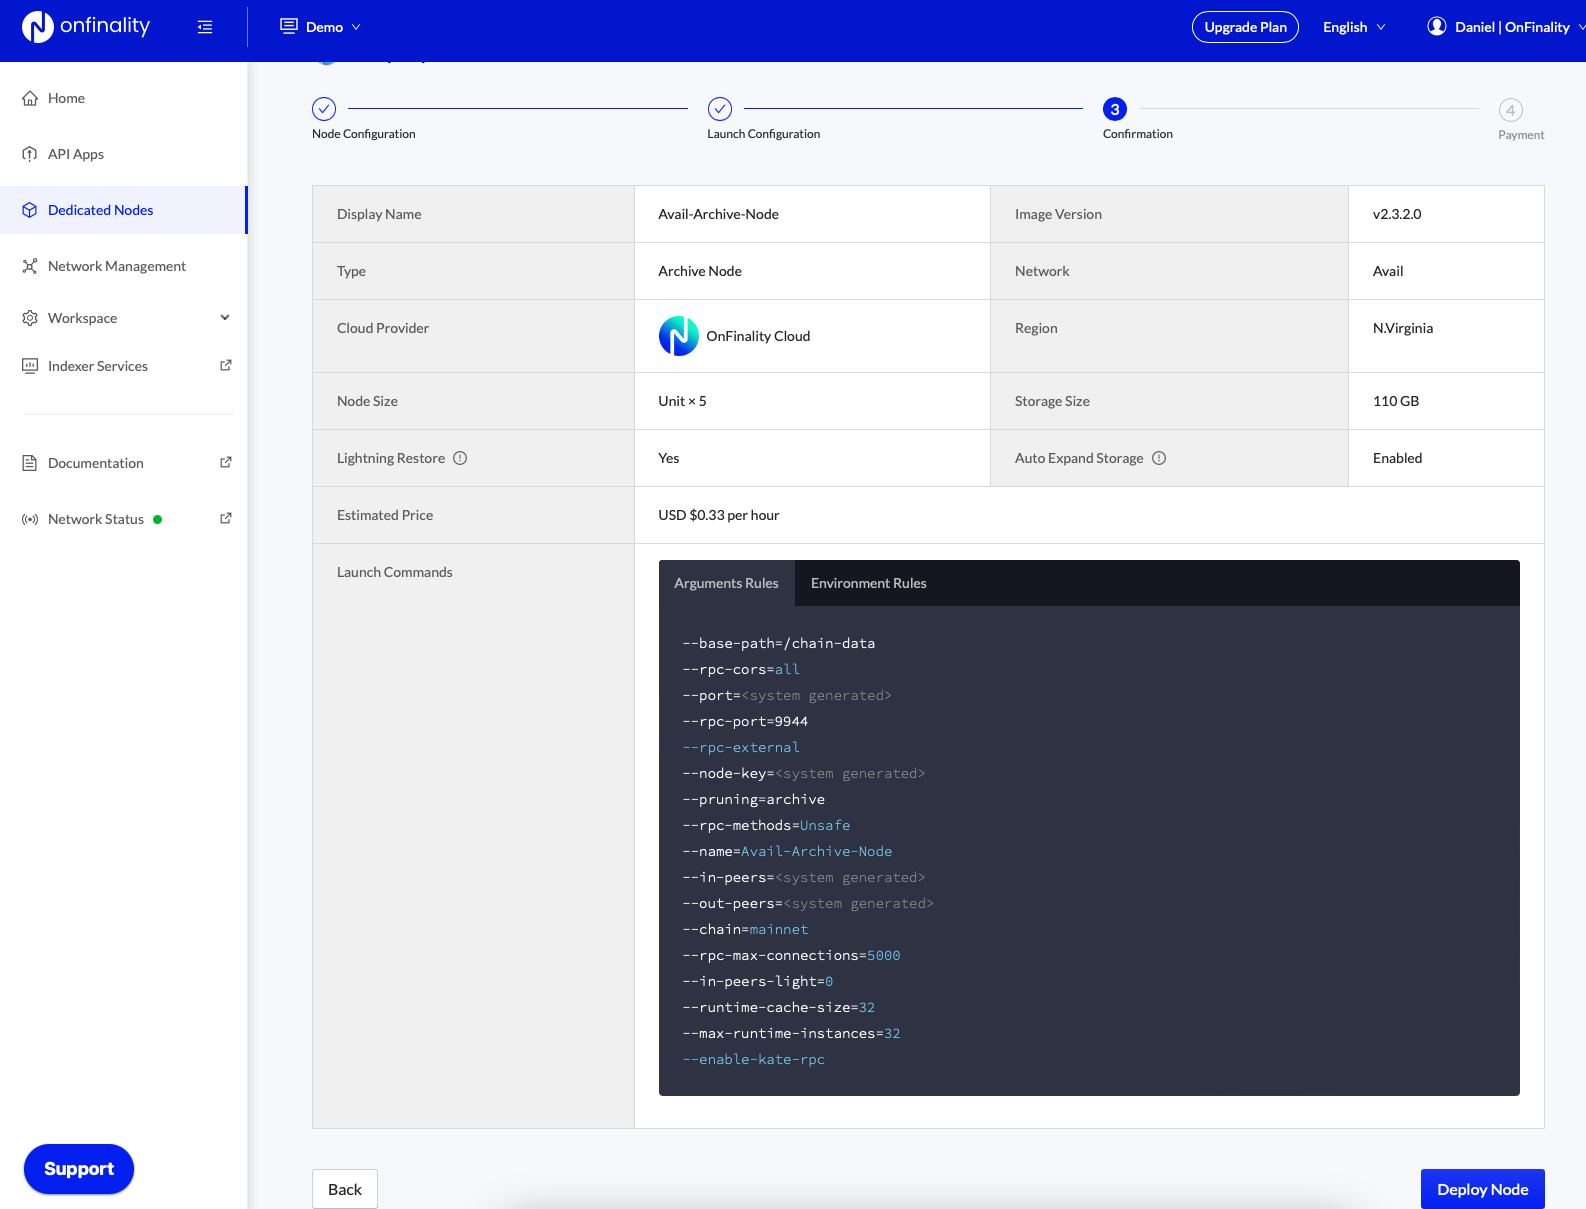 onfinality
Demo
Upgrade Plan
English
Daniel | OnFinality
Home
API Apps
Dedicated Nodes
Network Management
Workspace
Indexer Services
Documentation
Network Status
Support
Node Configuration
Launch Configuration
3
Confirmation
4
Payment
Display Name
Avail-Archive-Node
Image Version
v2.3.2.0
Type
Archive Node
Network
Avail
Cloud Provider
OnFinality Cloud
Region
N.Virginia
Node Size
Unit × 5
Storage Size
110 GB
Lightning Restore
Yes
Auto Expand Storage
Enabled
Estimated Price
USD $0.33 per hour
Launch Commands
Arguments Rules
Environment Rules
--base-path=/chain-data
--rpc-cors=all
--port=<system generated>
--rpc-port=9944
--rpc-external
--node-key=<system generated>
--pruning=archive
--rpc-methods=Unsafe
--name=Avail-Archive-Node
--in-peers=<system generated>
--out-peers=<system generated>
--chain=mainnet
--rpc-max-connections=5000
--in-peers-light=0
--runtime-cache-size=32
--max-runtime-instances=32
--enable-kate-rpc
Back
Deploy Node